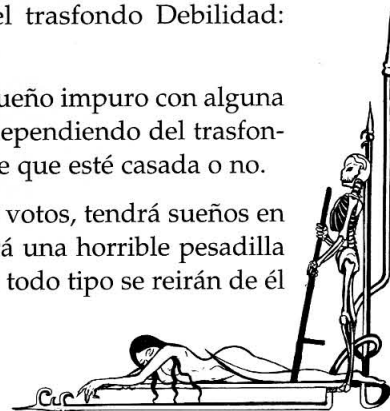 el trasfondo Debilidad:
ueño impuro con alguna
ependiendo del trasfon-
e que esté casada o no.
votos, tendrá sueños en
á una horrible pesadilla
todo tipo se reirán de él